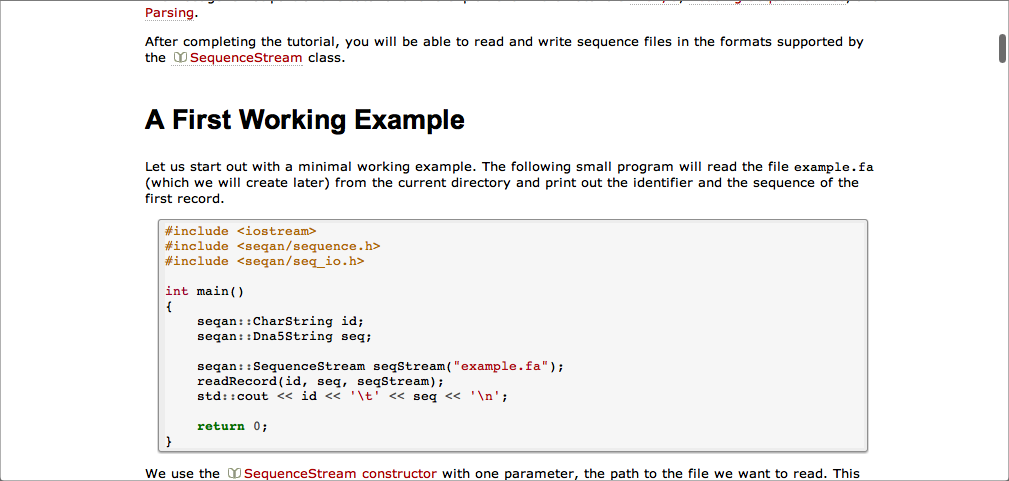 Parsing.
After completing the tutorial, you will be able to read and write sequence files in the formats supported by
the SequenceStream class.
A First Working Example
Let us start out with a minimal working example. The following small program will read the file example.fa
(which we will create later) from the current directory and print out the identifier and the sequence of the
first record.
#include <iostream>
#include <seqan/sequence.h>
#include <seqan/seq_io.h>
int main()
{
    seqan::CharString id;
    seqan::Dna5String seq;
    seqan::SequenceStream seqStream("example.fa");
    readRecord(id, seq, seqStream);
    std::cout << id << '\t' << seq << '\n';
    return 0;
}
We use the SequenceStream constructor with one parameter, the path to the file we want to read. This